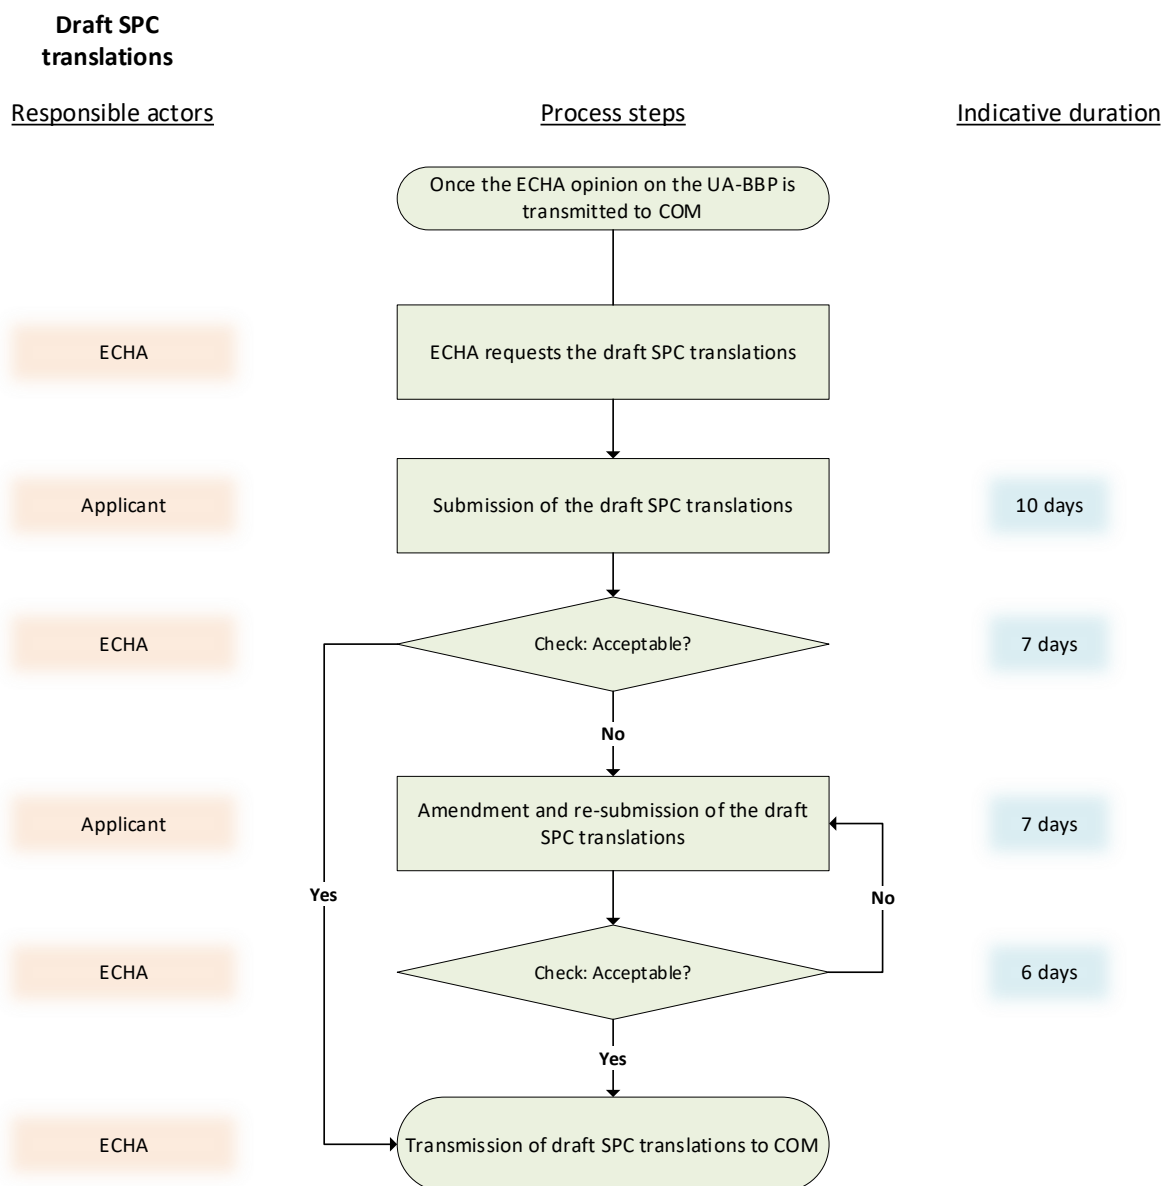 Draft SPC
translations
Responsible actors
Process steps
Indicative duration
Once the ECHA opinion on the UA-BBP is
transmitted to COM
ECHA
ECHA requests the draft SPC translations
Applicant
Submission of the draft SPC translations
10 days
ECHA
Check: Acceptable?
7 days
No
Applicant
Amendment and re-submission of the draft
SPC translations
7 days
Yes
No
ECHA
Check: Acceptable?
6 days
Yes
ECHA
Transmission of draft SPC translations to COM